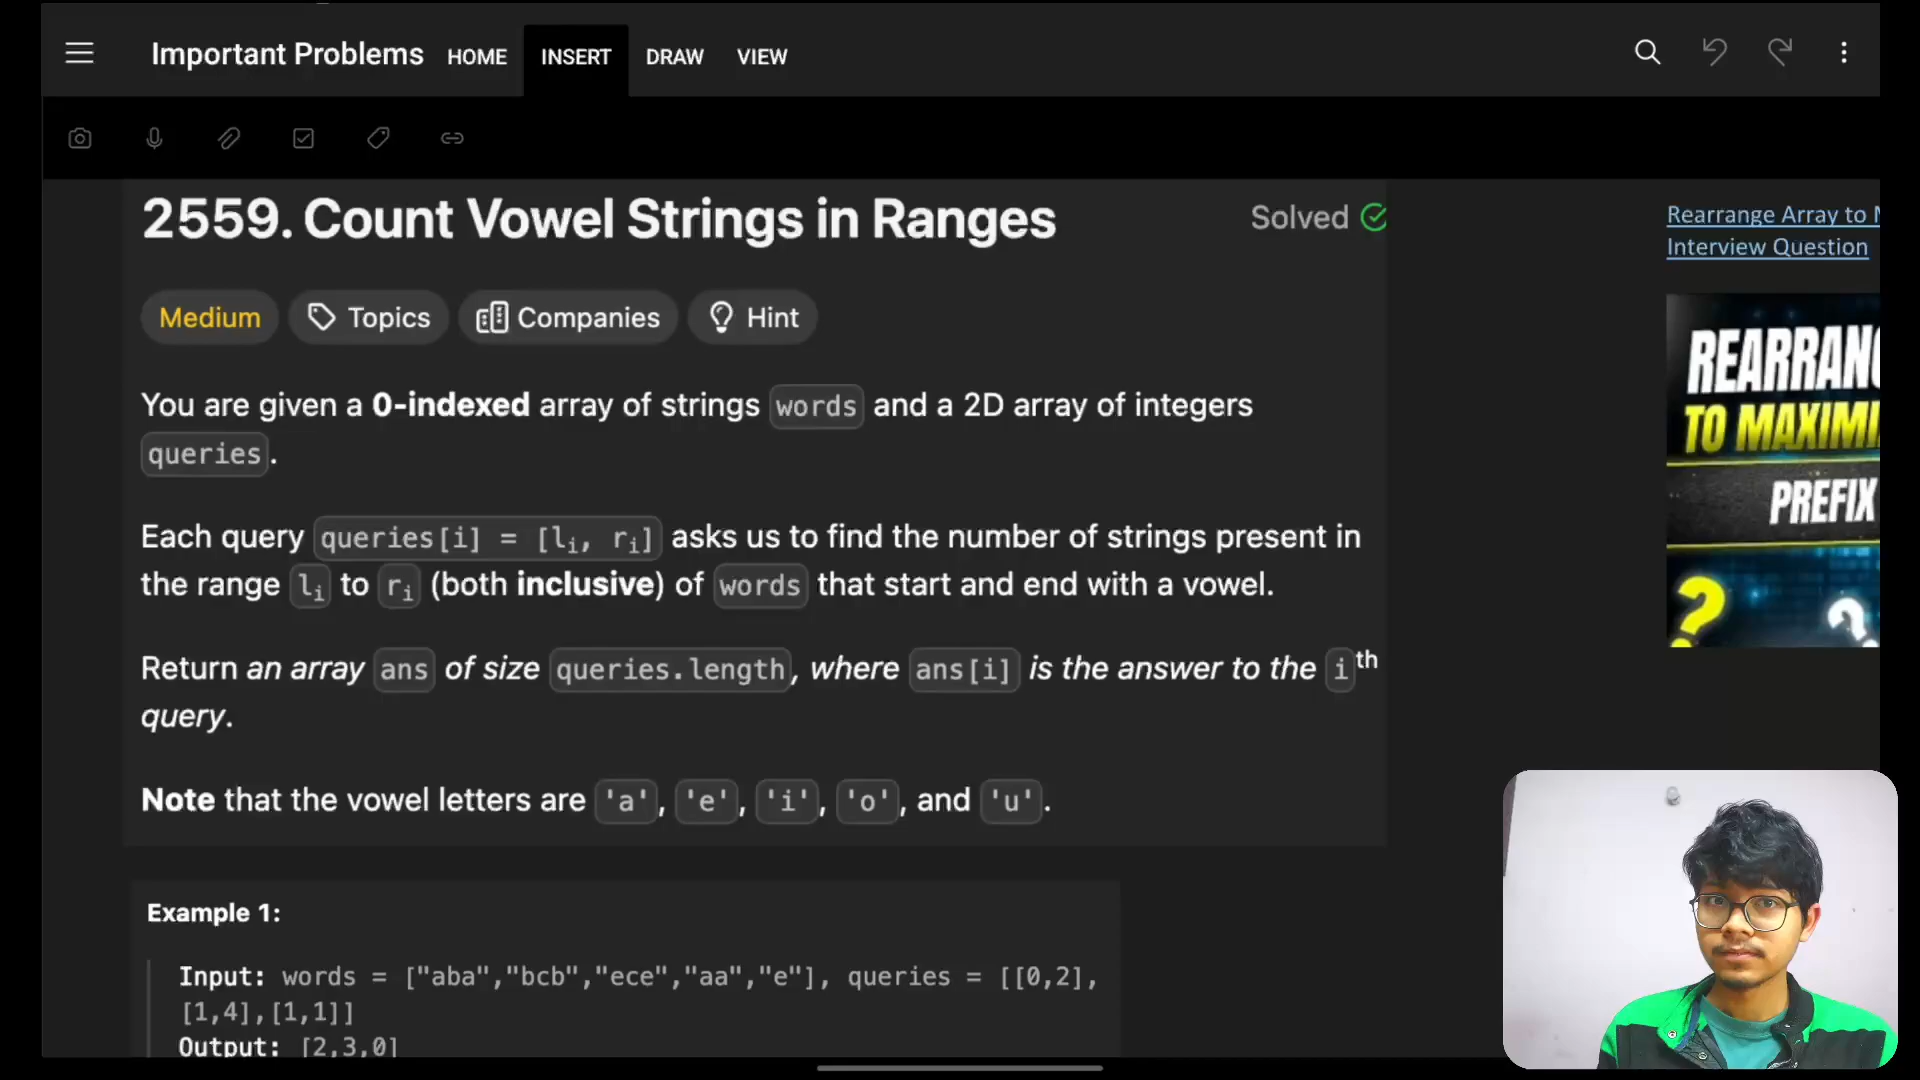 Important Problems HOME INSERT DRAW VIEW
2559. Count Vowel Strings in Ranges
Solved
Medium Topics Companies Hint
You are given a 0-indexed array of strings words and a 2D array of integers
queries.
Each query queries[i] = [li, ri] asks us to find the number of strings present in
the range li to ri (both inclusive) of words that start and end with a vowel.
Return an array ans of size queries.length, where ans[i] is the answer to the ith
query.
Note that the vowel letters are 'a', 'e', 'i', 'o', and 'u'.
Example 1:
Input: words = ["aba","bcb","ece","aa","e"], queries = [[0,2],
[1,4],[1,1]]
Output: [2,3,0]
Rearrange Array to
Interview Question
TO
PREFIX
?
?